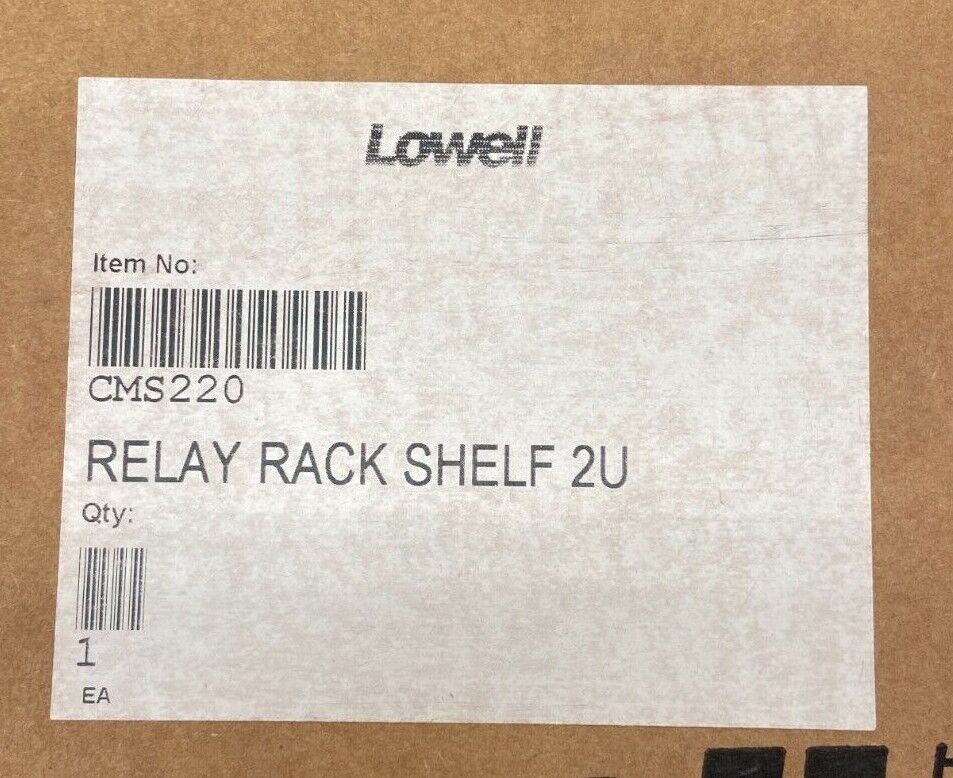 Lowell
Item No:
CMS220
RELAY RACK SHELF 2U
Qty:
1
EA